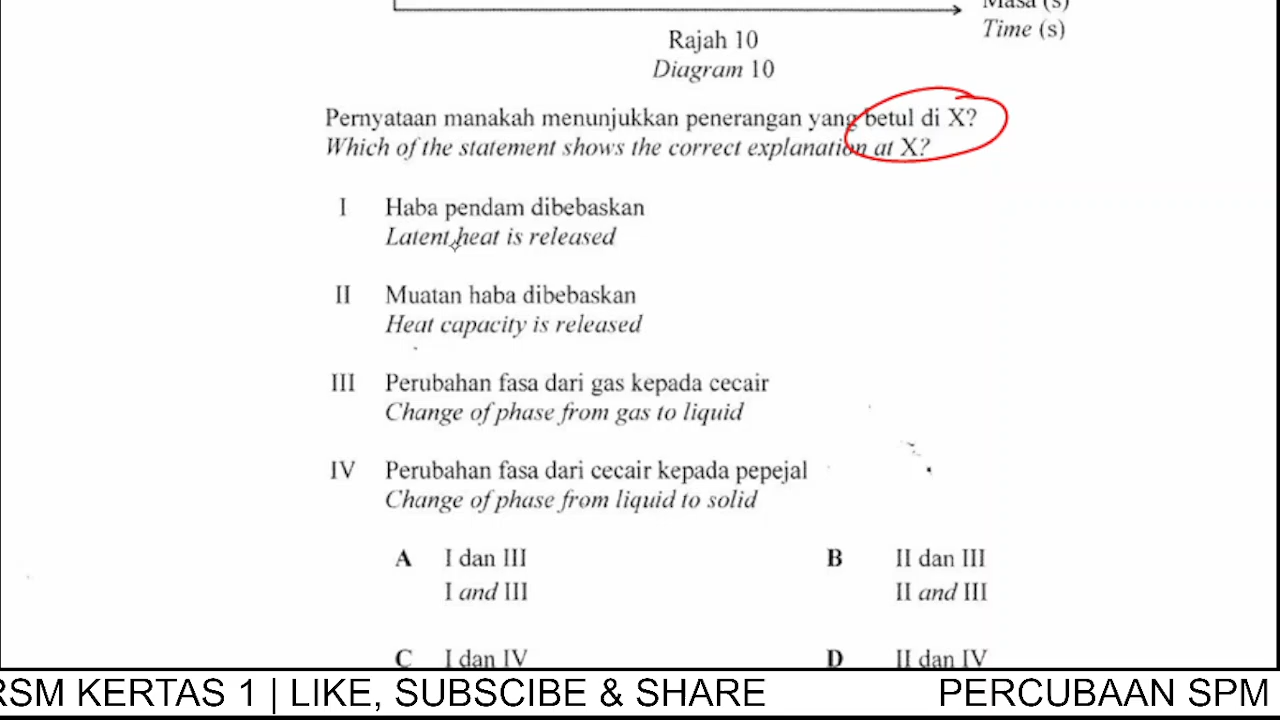 Masa (s)
Time (s)
Rajah 10
Diagram 10
Pernyataan manakah menunjukkan penerangan yang betul di X?
Which of the statement shows the correct explanation at X?
I Haba pendam dibebaskan
Latent heat is released
II Muatan haba dibebaskan
Heat capacity is released
III Perubahan fasa dari gas kepada cecair
Change of phase from gas to liquid
IV Perubahan fasa dari cecair kepada pepejal
Change of phase from liquid to solid
A I dan III B II dan III
I and III II and III
C I dan IV D II dan IV
RSM KERTAS 1 | LIKE, SUBSCIBE & SHARE PERCUBAAN SPM